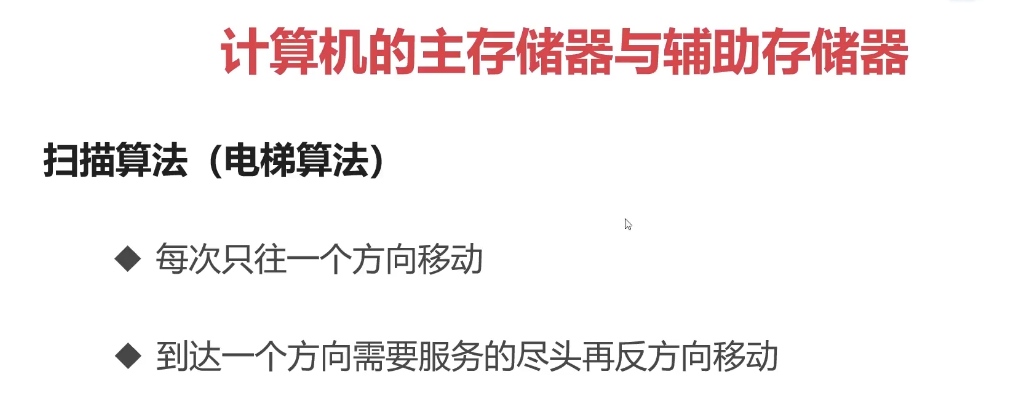 计算机的主存储器与辅助存储器
扫描算法（电梯算法）
◆ 每次只往一个方向移动
◆ 到达一个方向需要服务的尽头再反方向移动